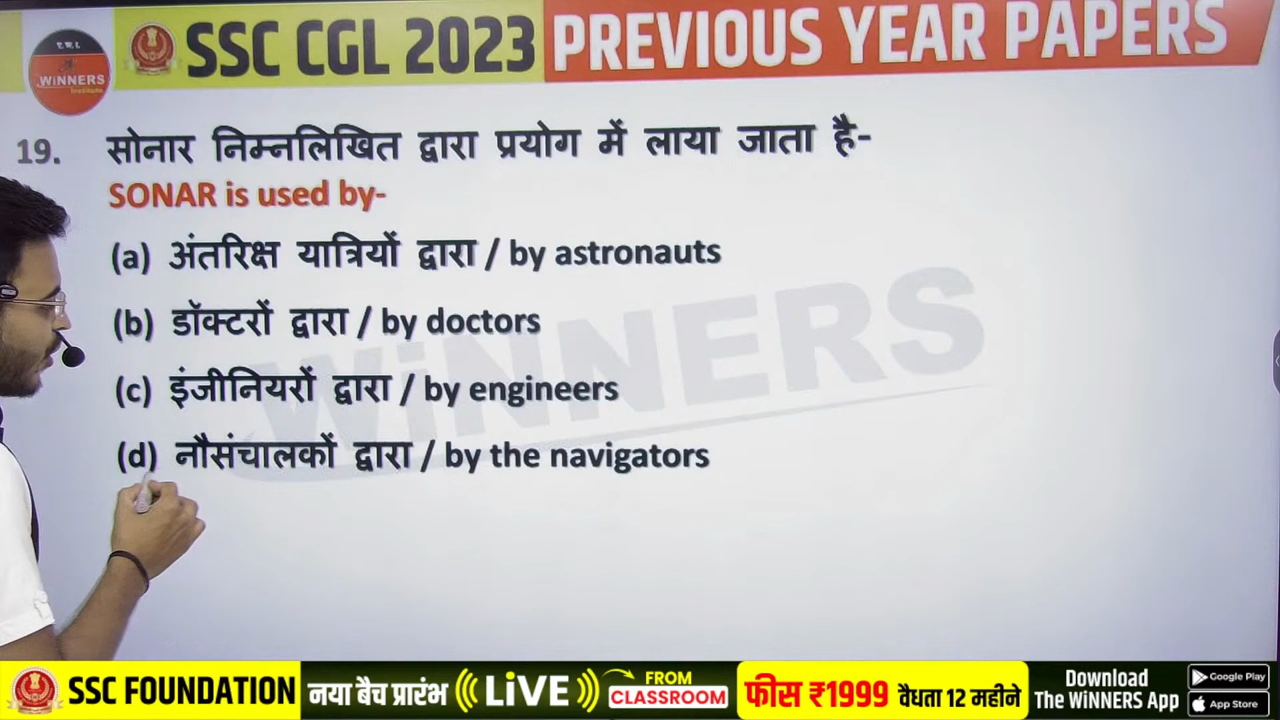 SSC CGL 2023 PREVIOUS YEAR PAPERS
WiNNERS
Institute
19. सोनार निम्नलिखित द्वारा प्रयोग में लाया जाता है-
SONAR is used by-
(a) अंतरिक्ष यात्रियों द्वारा / by astronauts
(b) डॉक्टरों द्वारा / by doctors
(c) इंजीनियरों द्वारा / by engineers
(d) नौसंचालकों द्वारा / by the navigators
WiNNERS
SSC FOUNDATION नया बैच प्रारंभ LiVE FROM CLASSROOM फीस ₹1999 वैधता 12 महीने Download The WiNNERS App
Google Play
App Store